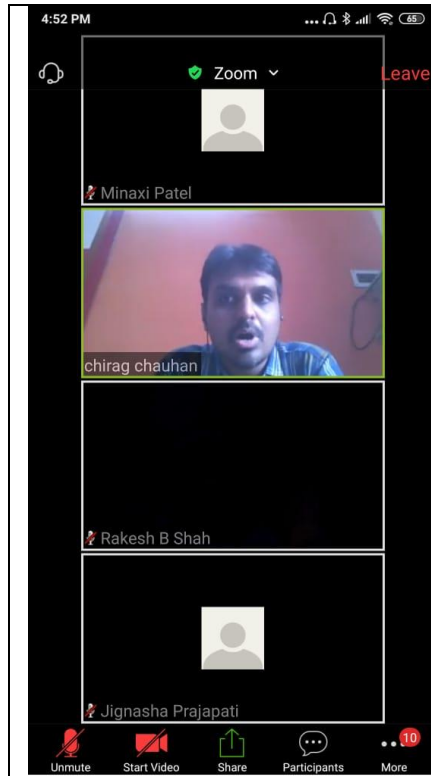 4:52 PM 65
Zoom Leave
Minaxi Patel
chirag chauhan
Rakesh B Shah
Jignasha Prajapati
10
Unmute Start Video Share Participants More